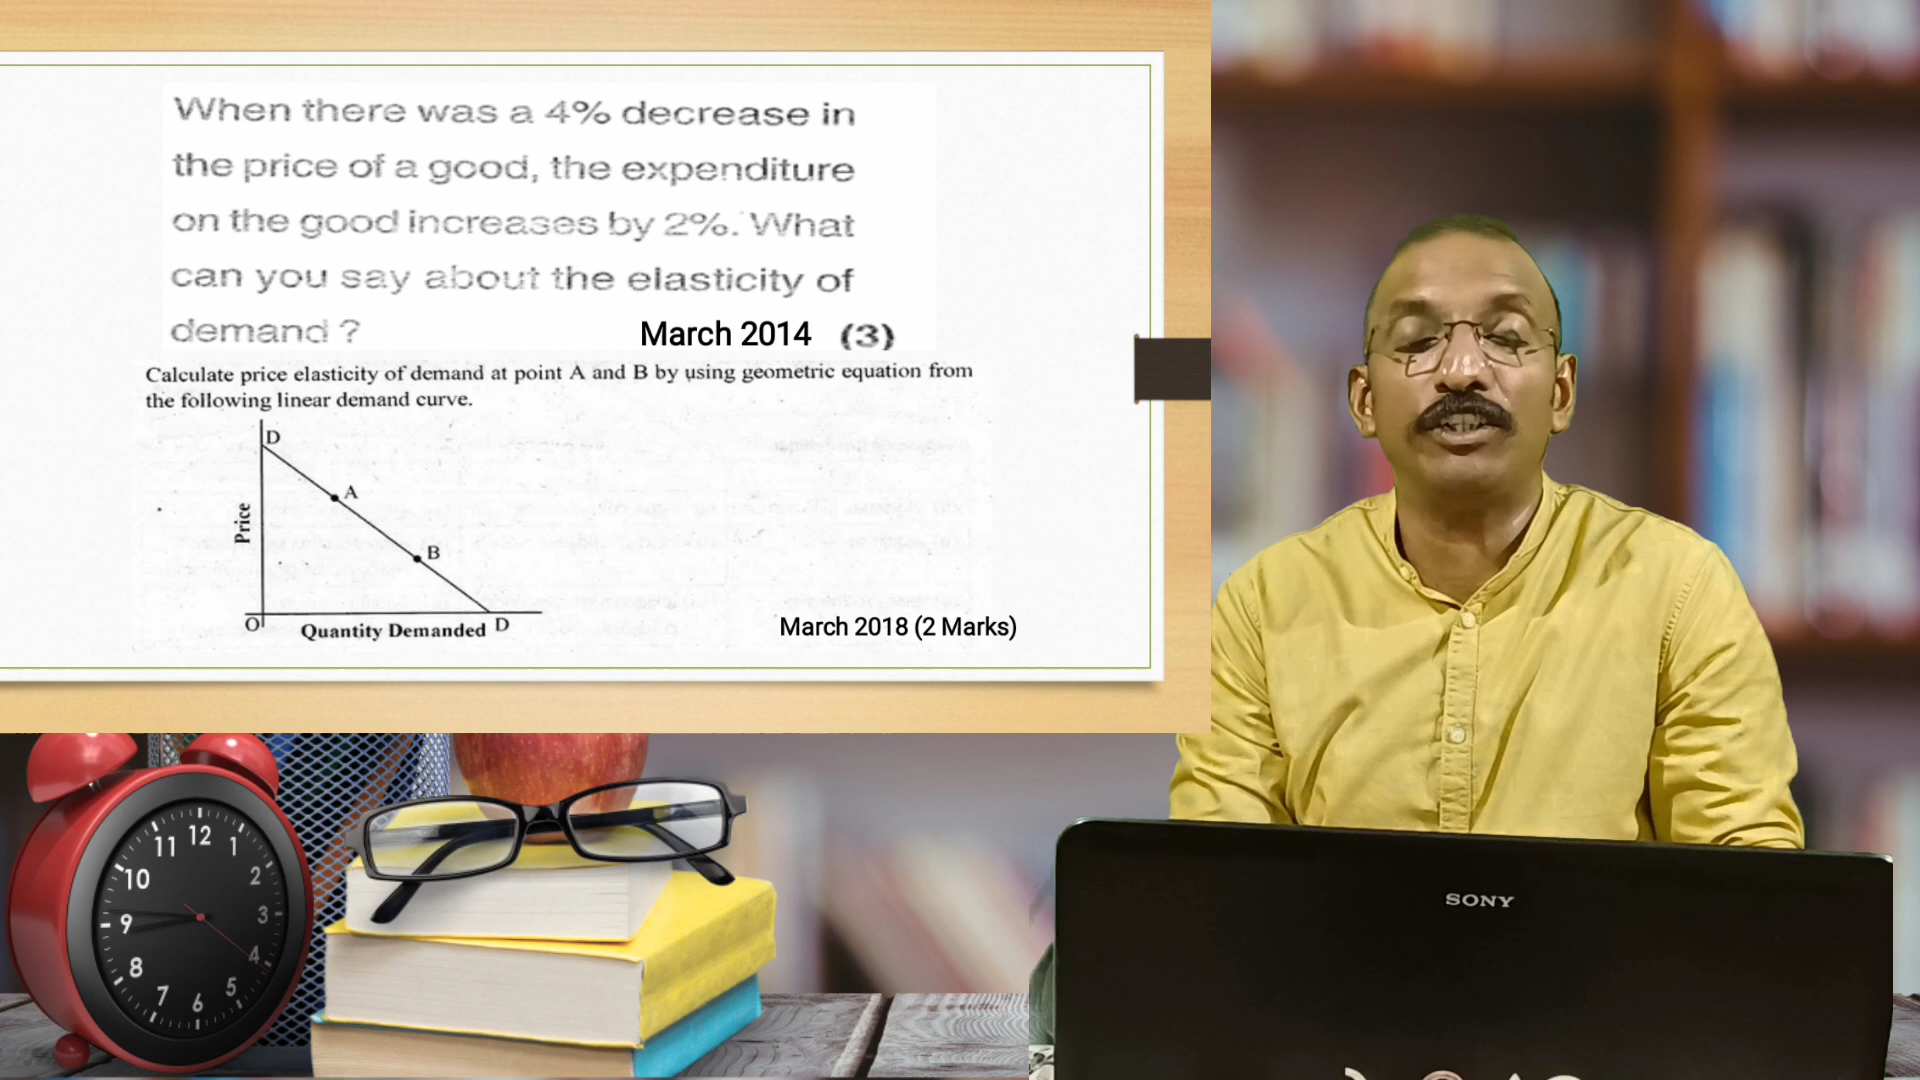 When there was a 4% decrease in
the price of a good, the expenditure
on the good increases by 2%. What
can you say about the elasticity of
demand ?
March 2014 (3)
Calculate price elasticity of demand at point A and B by using geometric equation from
the following linear demand curve.
D
A
Price
B
O
Quantity Demanded D
March 2018 (2 Marks)
12
11
1
10
2
9
3
8
4
7
5
6
SONY